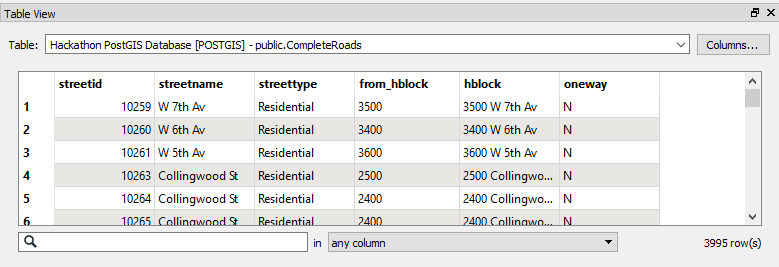 Table View
Table: Hackathon PostGIS Database [POSTGIS] - public.CompleteRoads Columns...
streetid streetname streettype from_hblock hblock oneway
1 10259 W 7th Av Residential 3500 3500 W 7th Av N
2 10260 W 6th Av Residential 3400 3400 W 6th Av N
3 10261 W 5th Av Residential 3600 3600 W 5th Av N
4 10263 Collingwood St Residential 2500 2500 Collingwo... N
5 10264 Collingwood St Residential 2400 2400 Collingwo... N
6 10265 Collingwood St Residential 2400 2400 Collingwo... N
in any column 3995 row(s)